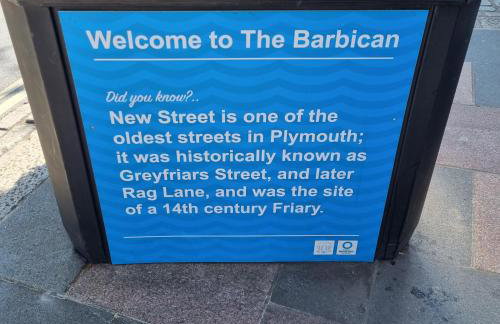 Welcome to The Barbican
Did you know?..
New Street is one of the
oldest streets in Plymouth;
it was historically known as
Greyfriars Street, and later
Rag Lane, and was the site
of a 14th century Friary.